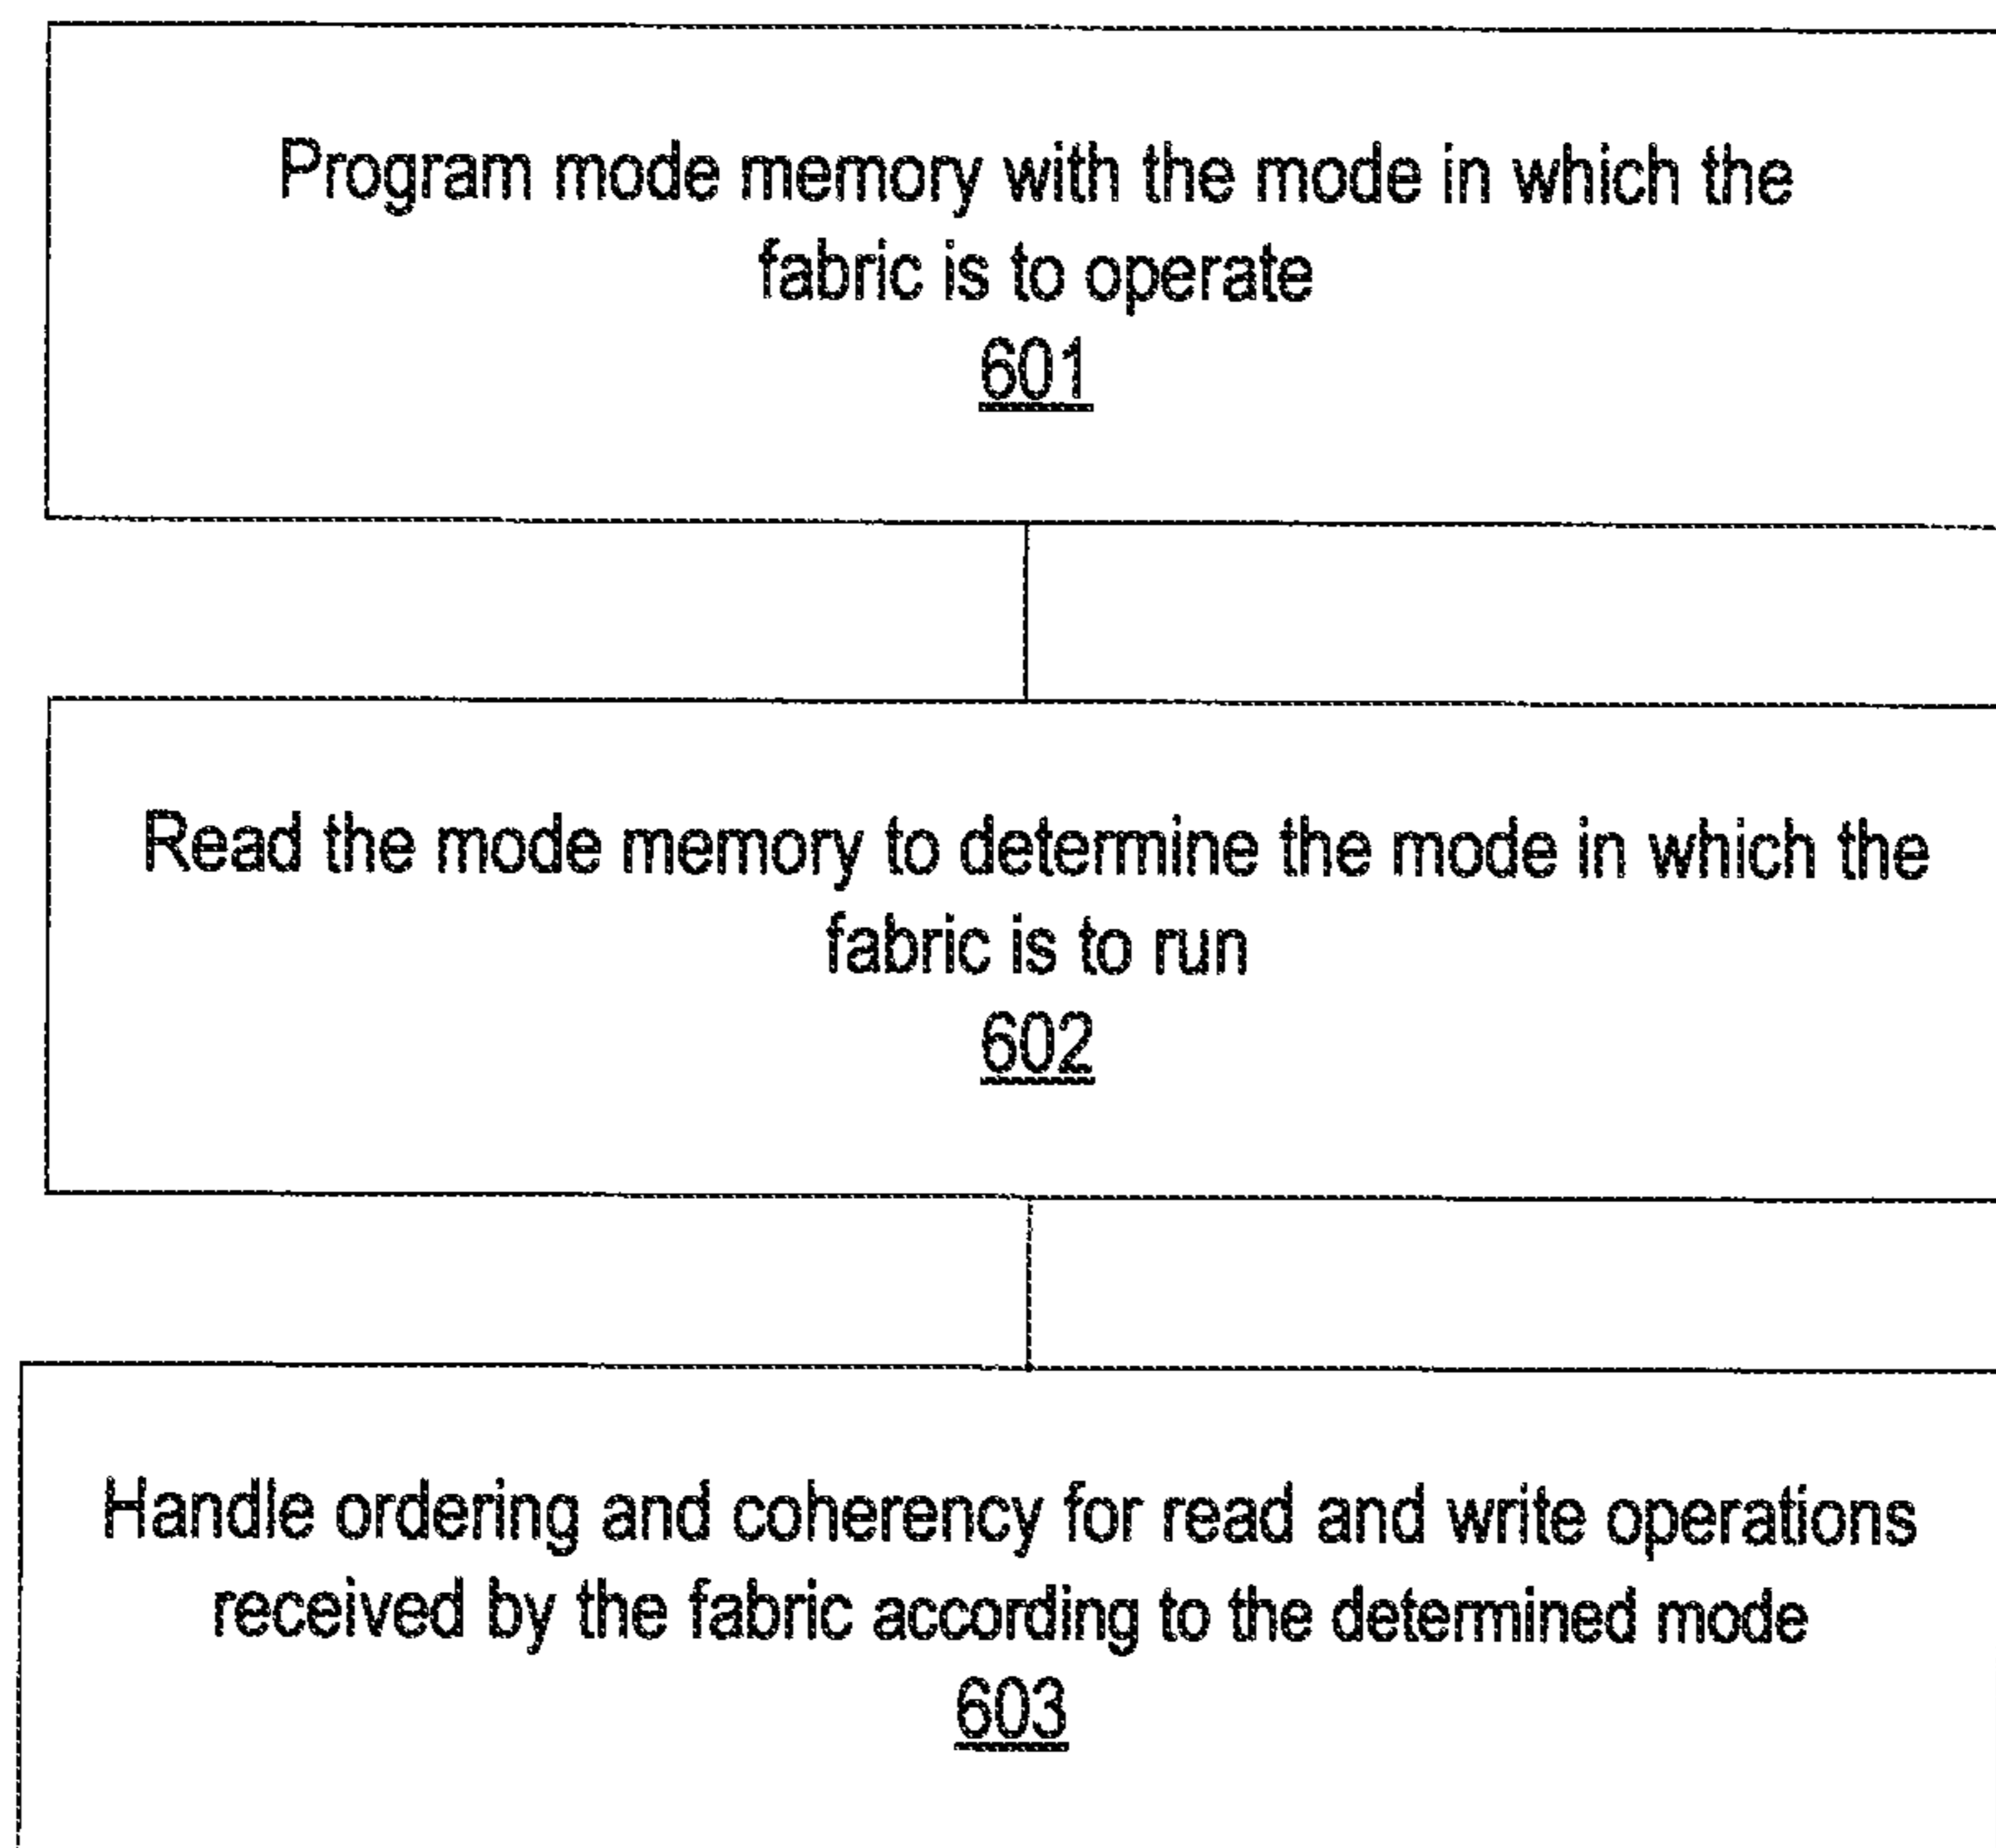 Program mode memory with the mode in which the
fabric is to operate
601
Read the mode memory to determine the mode in which the
fabric is to run
602
Handle ordering and coherency for read and write operations
received by the fabric according to the determined mode
603